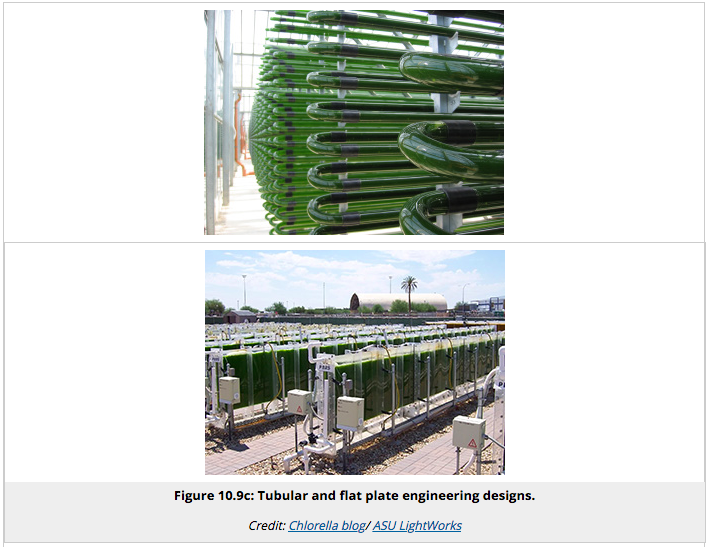 Figure 10.9c: Tubular and flat plate engineering designs.
Credit: Chlorella blog/ ASU LightWorks